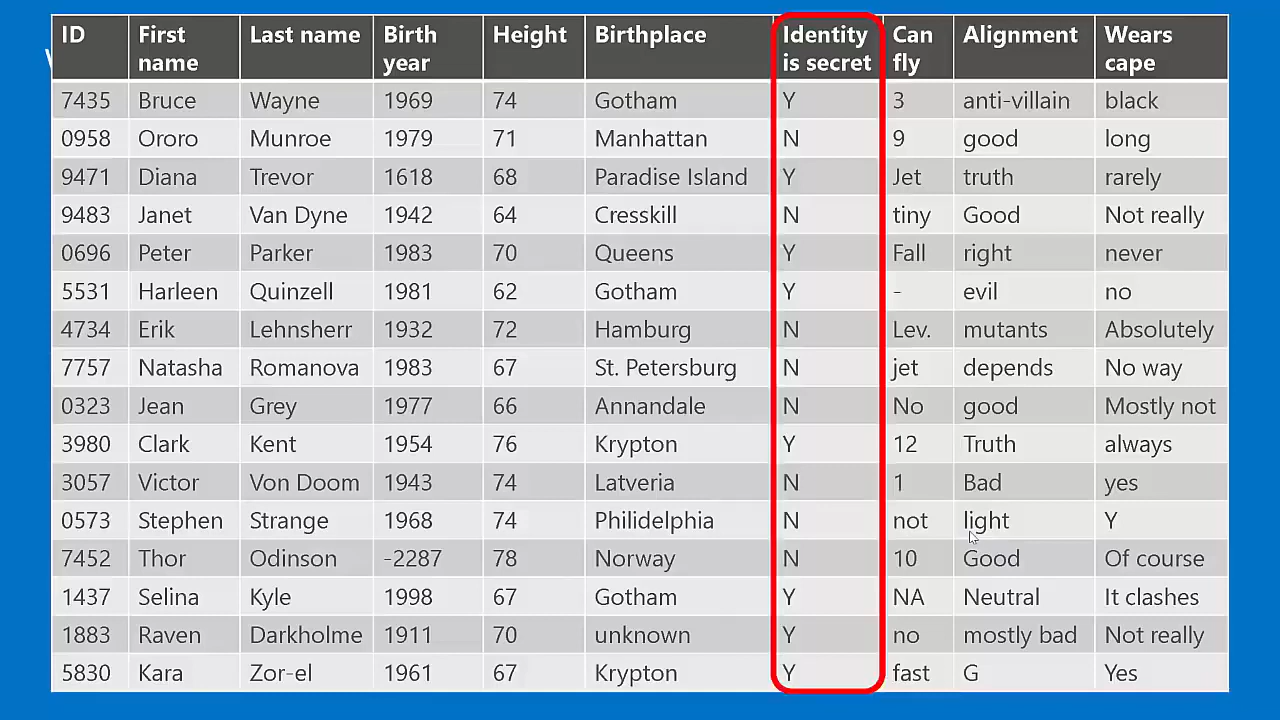 ID First name Last name Birth year Height Birthplace Identity is secret Can fly Alignment Wears cape
7435 Bruce Wayne 1969 74 Gotham Y 3 anti-villain black
0958 Ororo Munroe 1979 71 Manhattan N 9 good long
9471 Diana Trevor 1618 68 Paradise Island Y Jet truth rarely
9483 Janet Van Dyne 1942 64 Cresskill N tiny Good Not really
0696 Peter Parker 1983 70 Queens Y Fall right never
5531 Harleen Quinzell 1981 62 Gotham Y - evil no
4734 Erik Lehnsherr 1932 72 Hamburg N Lev. mutants Absolutely
7757 Natasha Romanova 1983 67 St. Petersburg N jet depends No way
0323 Jean Grey 1977 66 Annandale N No good Mostly not
3980 Clark Kent 1954 76 Krypton Y 12 Truth always
3057 Victor Von Doom 1943 74 Latveria N 1 Bad yes
0573 Stephen Strange 1968 74 Philidelphia N not light Y
7452 Thor Odinson -2287 78 Norway N 10 Good Of course
1437 Selina Kyle 1998 67 Gotham Y NA Neutral It clashes
1883 Raven Darkholme 1911 70 unknown Y no mostly bad Not really
5830 Kara Zor-el 1961 67 Krypton Y fast G Yes